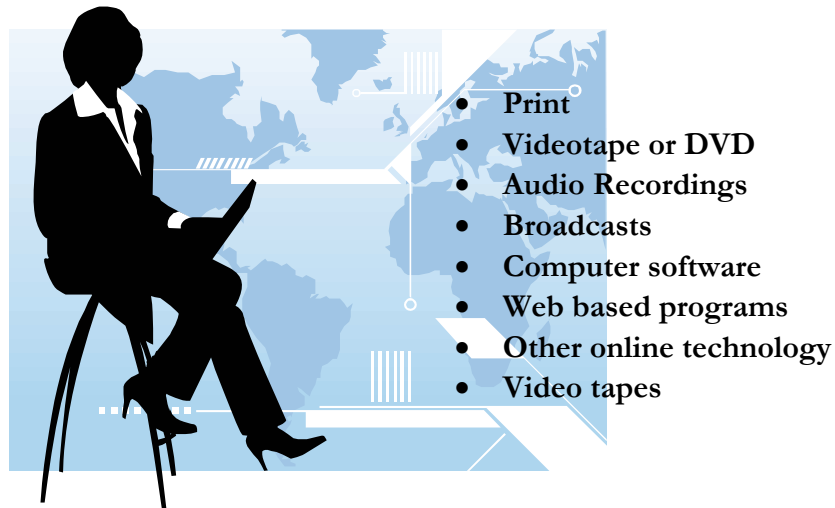 • Print
• Videotape or DVD
• Audio Recordings
• Broadcasts
• Computer software
• Web based programs
• Other online technology
• Video tapes